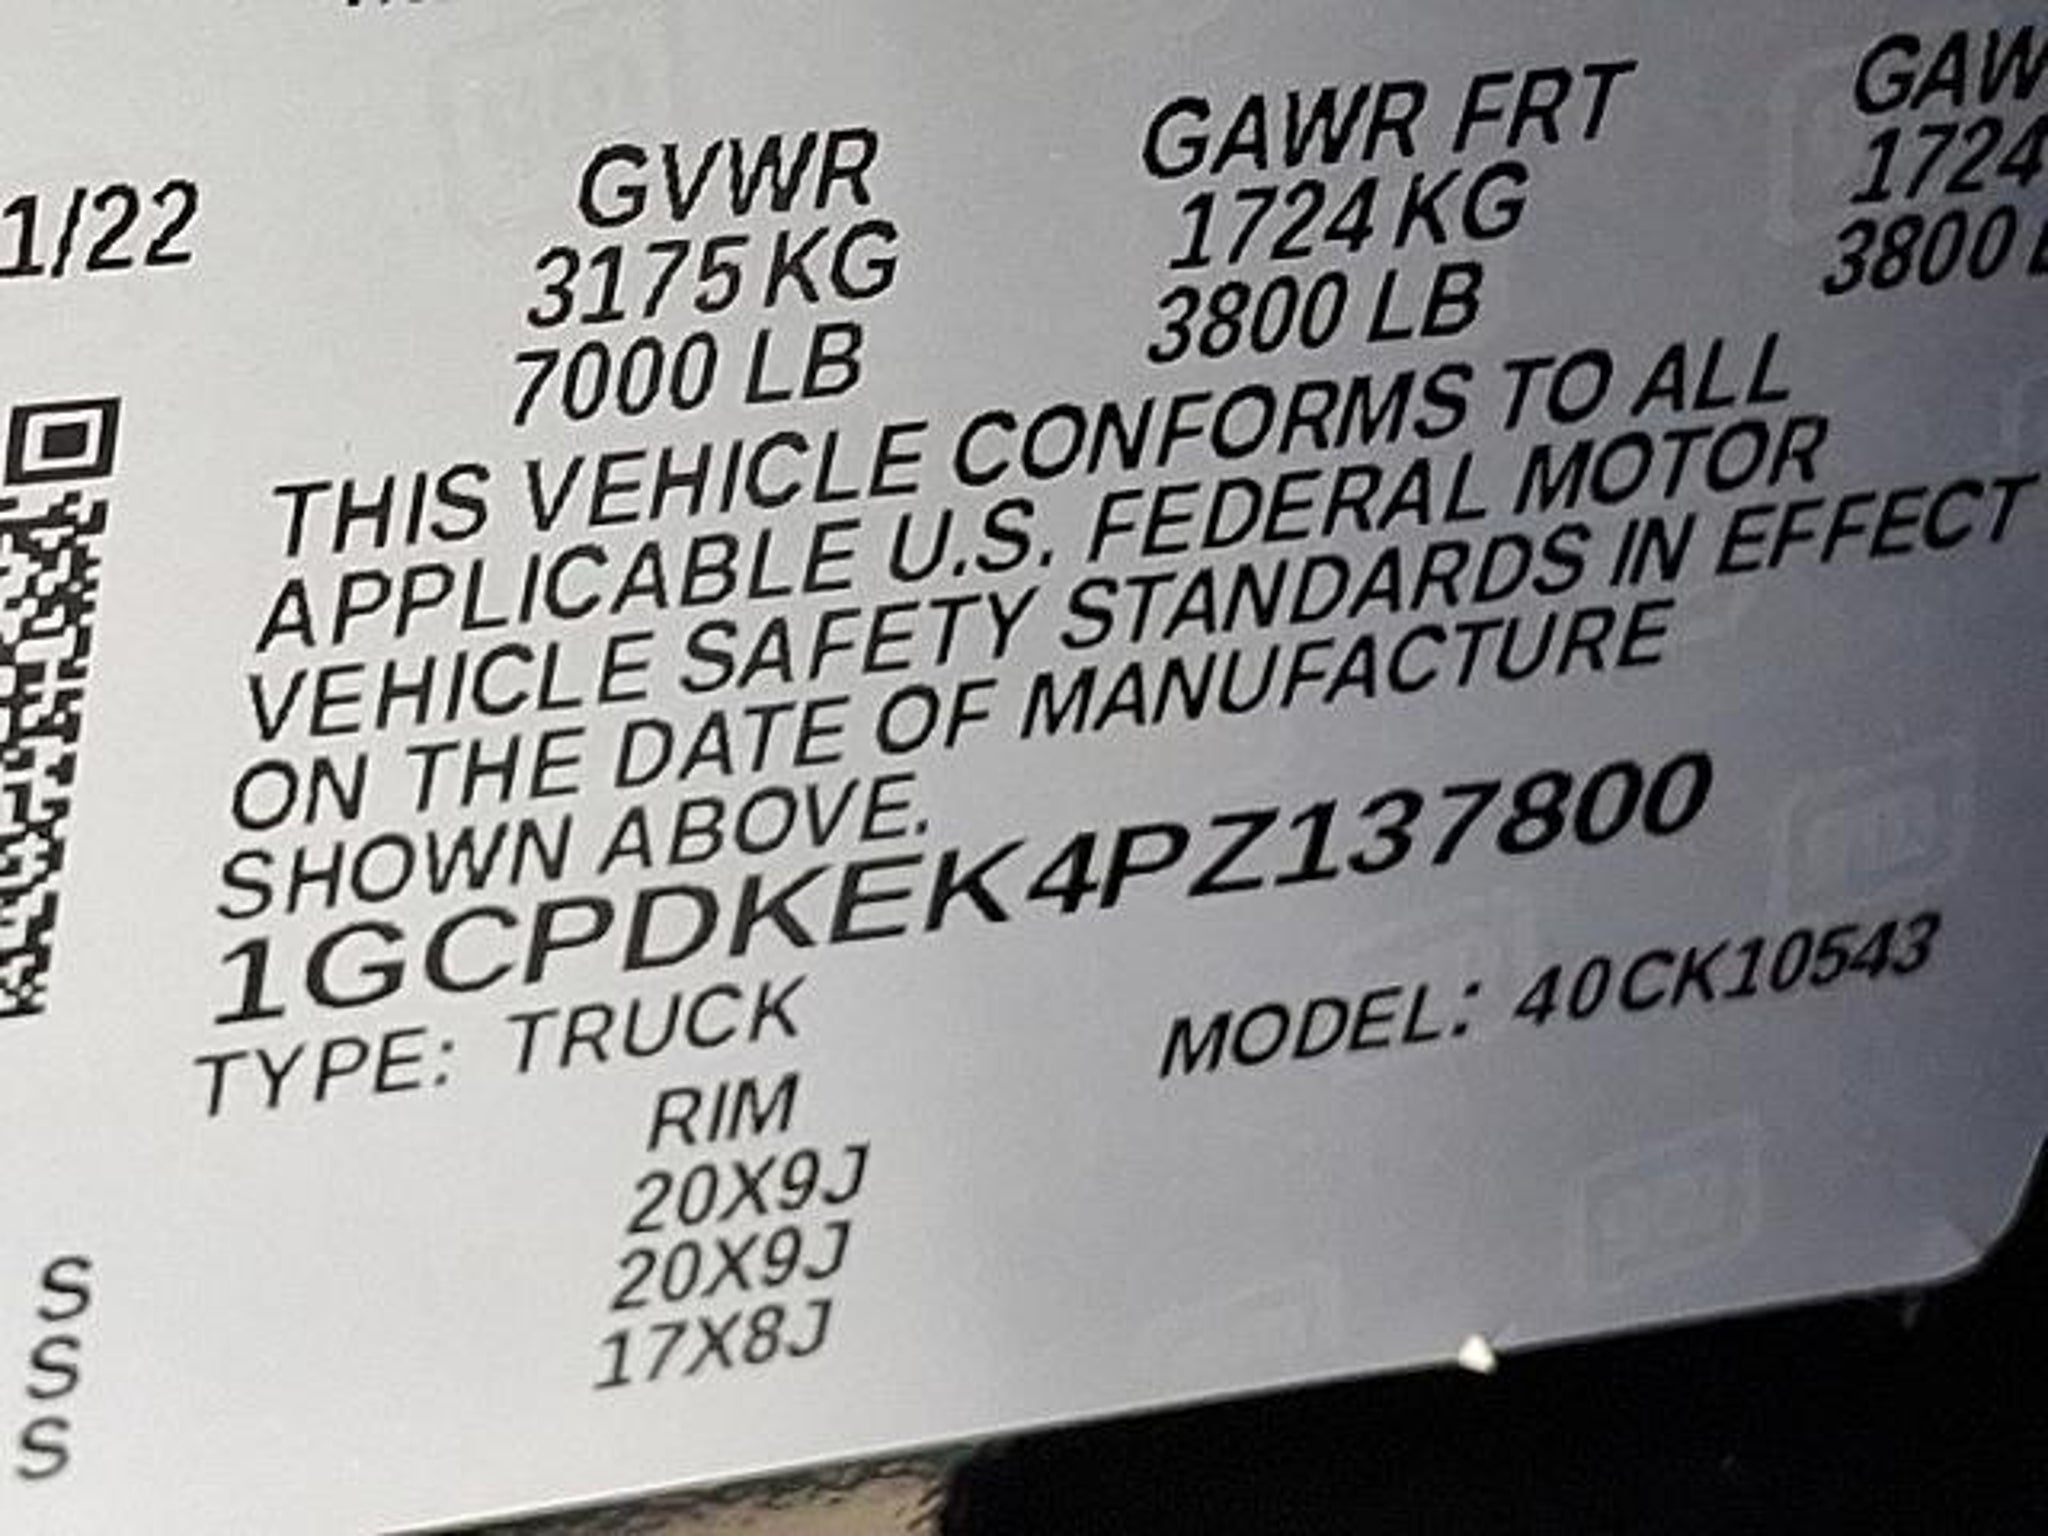 1/22
GVWR
3175 KG
7000 LB
GAWR FRT
1724 KG
3800 LB
GAW
1724
3800
THIS VEHICLE CONFORMS TO ALL
APPLICABLE U.S. FEDERAL MOTOR
VEHICLE SAFETY STANDARDS IN EFFECT
ON THE DATE OF MANUFACTURE
SHOWN ABOVE.
1GCPDKEK4PZ137800
TYPE: TRUCK
MODEL: 40CK10543
RIM
S 20X9J
S 20X9J
S 17X8J